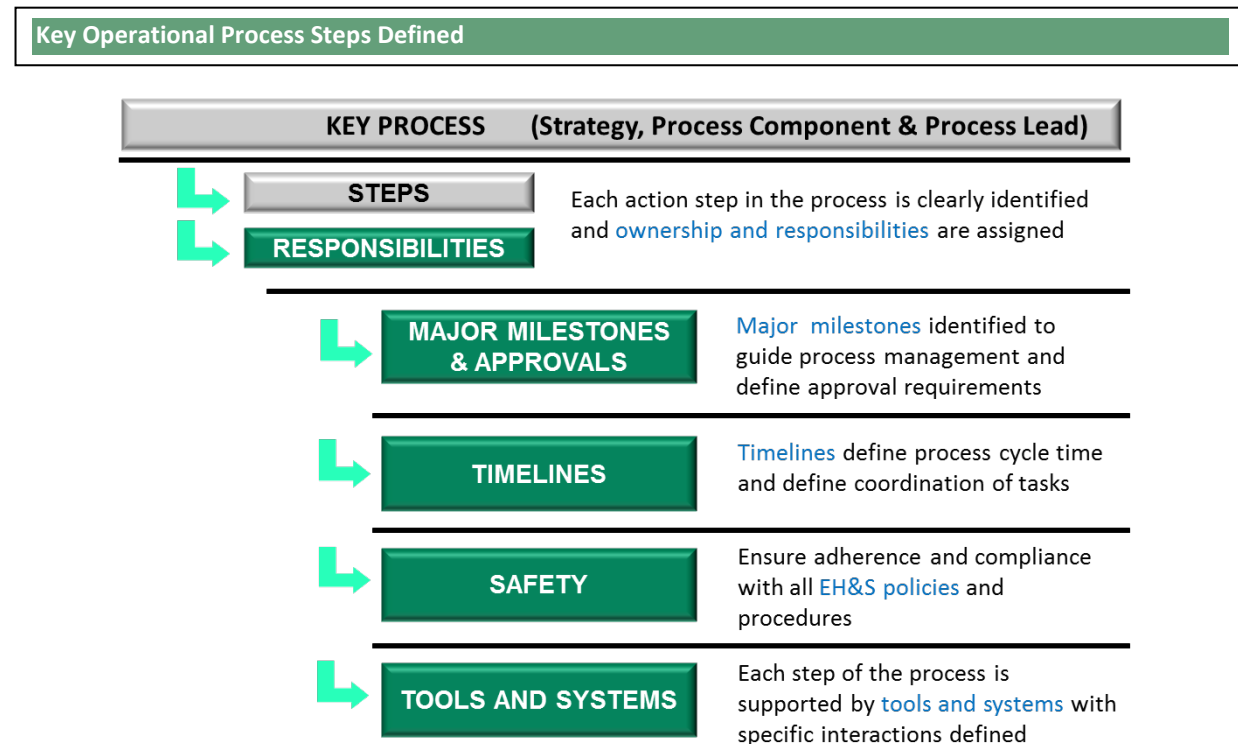 Key Operational Process Steps Defined
KEY PROCESS (Strategy, Process Component & Process Lead)
STEPS
RESPONSIBILITIES
Each action step in the process is clearly identified
and ownership and responsibilities are assigned
MAJOR MILESTONES
& APPROVALS
Major milestones identified to
guide process management and
define approval requirements
TIMELINES
Timelines define process cycle time
and define coordination of tasks
SAFETY
Ensure adherence and compliance
with all EH&S policies and
procedures
TOOLS AND SYSTEMS
Each step of the process is
supported by tools and systems with
specific interactions defined